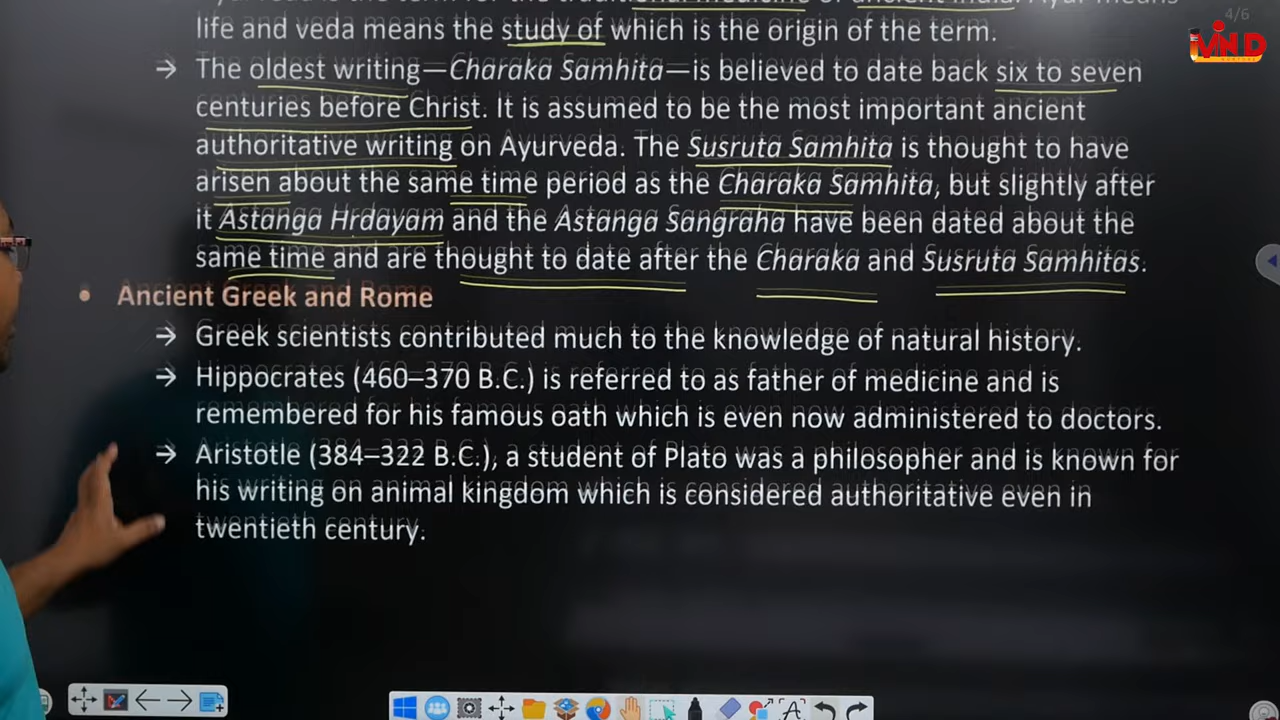 life and veda means the study of which is the origin of the term.
→ The oldest writing—Charaka Samhita—is believed to date back six to seven
centuries before Christ. It is assumed to be the most important ancient
authoritative writing on Ayurveda. The Susruta Samhita is thought to have
arisen about the same time period as the Charaka Samhita, but slightly after
it Astanga Hrdayam and the Astanga Sangraha have been dated about the
same time and are thought to date after the Charaka and Susruta Samhitas.
• Ancient Greek and Rome
→ Greek scientists contributed much to the knowledge of natural history.
→ Hippocrates (460–370 B.C.) is referred to as father of medicine and is
remembered for his famous oath which is even now administered to doctors.
→ Aristotle (384–322 B.C.), a student of Plato was a philosopher and is known for
his writing on animal kingdom which is considered authoritative even in
twentieth century.
4/6